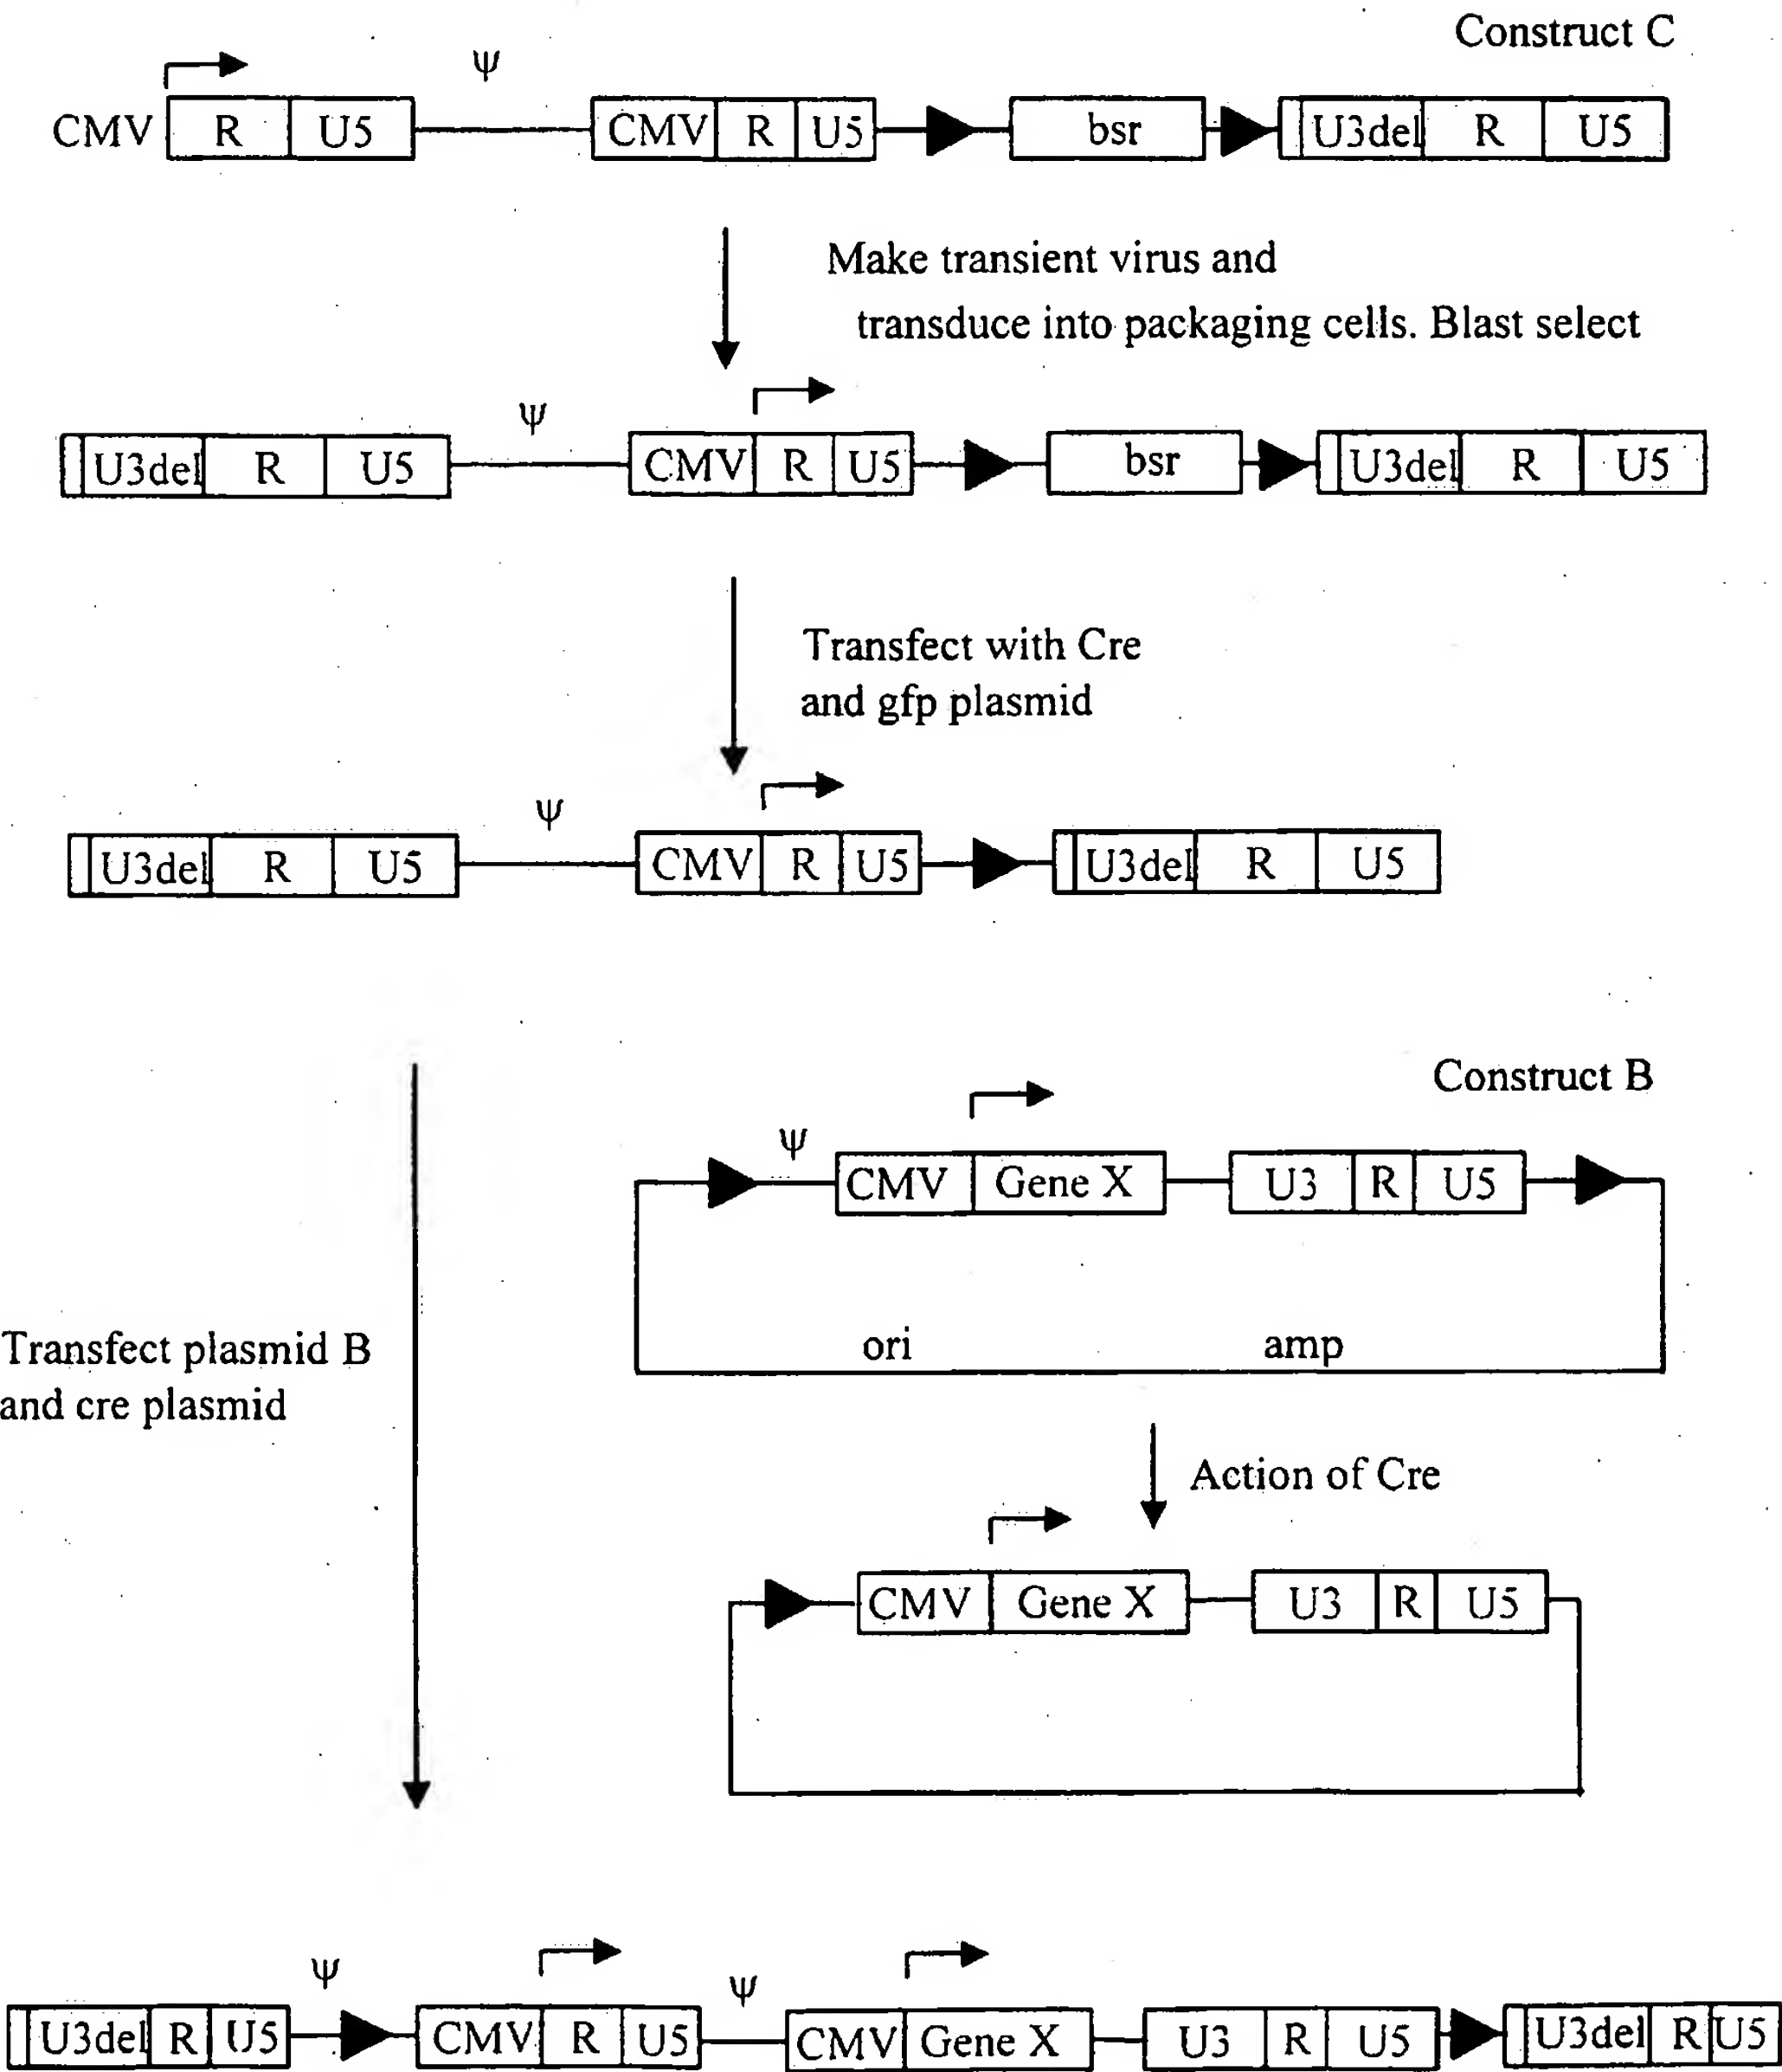 Construct C
ψ
CMV R U5 CMV R U5 bsr U3del R U5
Make transient virus and
transduce into packaging cells. Blast select
ψ
U3del R U5 CMV R U5 bsr U3del R U5
Transfect with Cre
and gfp plasmid
ψ
U3del R U5 CMV R U5 U3del R U5
Construct B
ψ
CMV Gene X U3 R U5
ori amp
Transfect plasmid B
and cre plasmid
Action of Cre
CMV Gene X U3 R U5
ψ ψ
U3del R U5 CMV R U5 CMV Gene X U3 R U5 U3del R U5